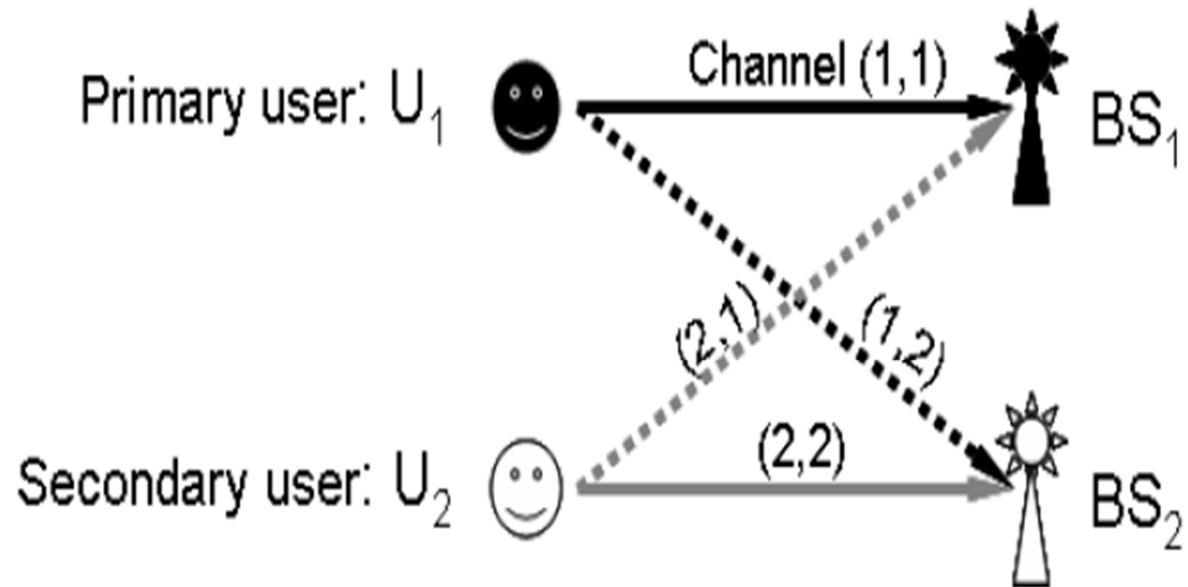 Channel (1,1)
Primary user: U1
BS1
(2,1)
(1,2)
(2,2)
Secondary user: U2
BS2